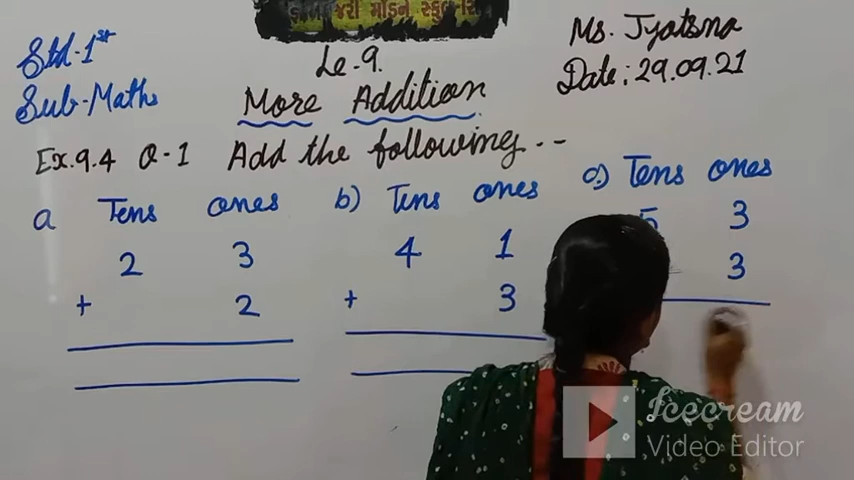 મોડર્ન સ્કૂલ
Std.1st
Sub-Maths
Le-9.
Ms. Jyotsna
Date: 29.09.21
More Addition
Ex.9.4 Q-1 Add the following...
a Tens ones
2 3
+ 2
b) Tens ones
4 1
+ 3
c) Tens ones
5 3
3
Icecream
Video Editor